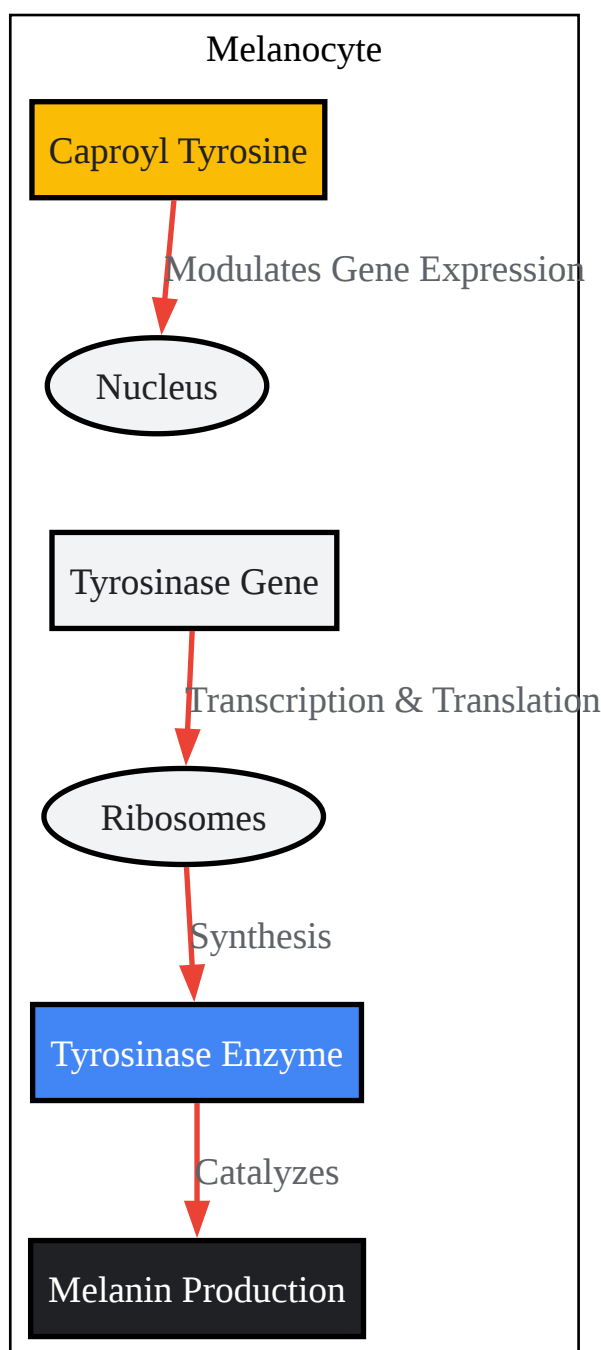 Melanocyte
Caproyl Tyrosine
Modulates Gene Expression
Nucleus
Tyrosinase Gene
Transcription & Translation
Ribosomes
Synthesis
Tyrosinase Enzyme
Catalyzes
Melanin Production